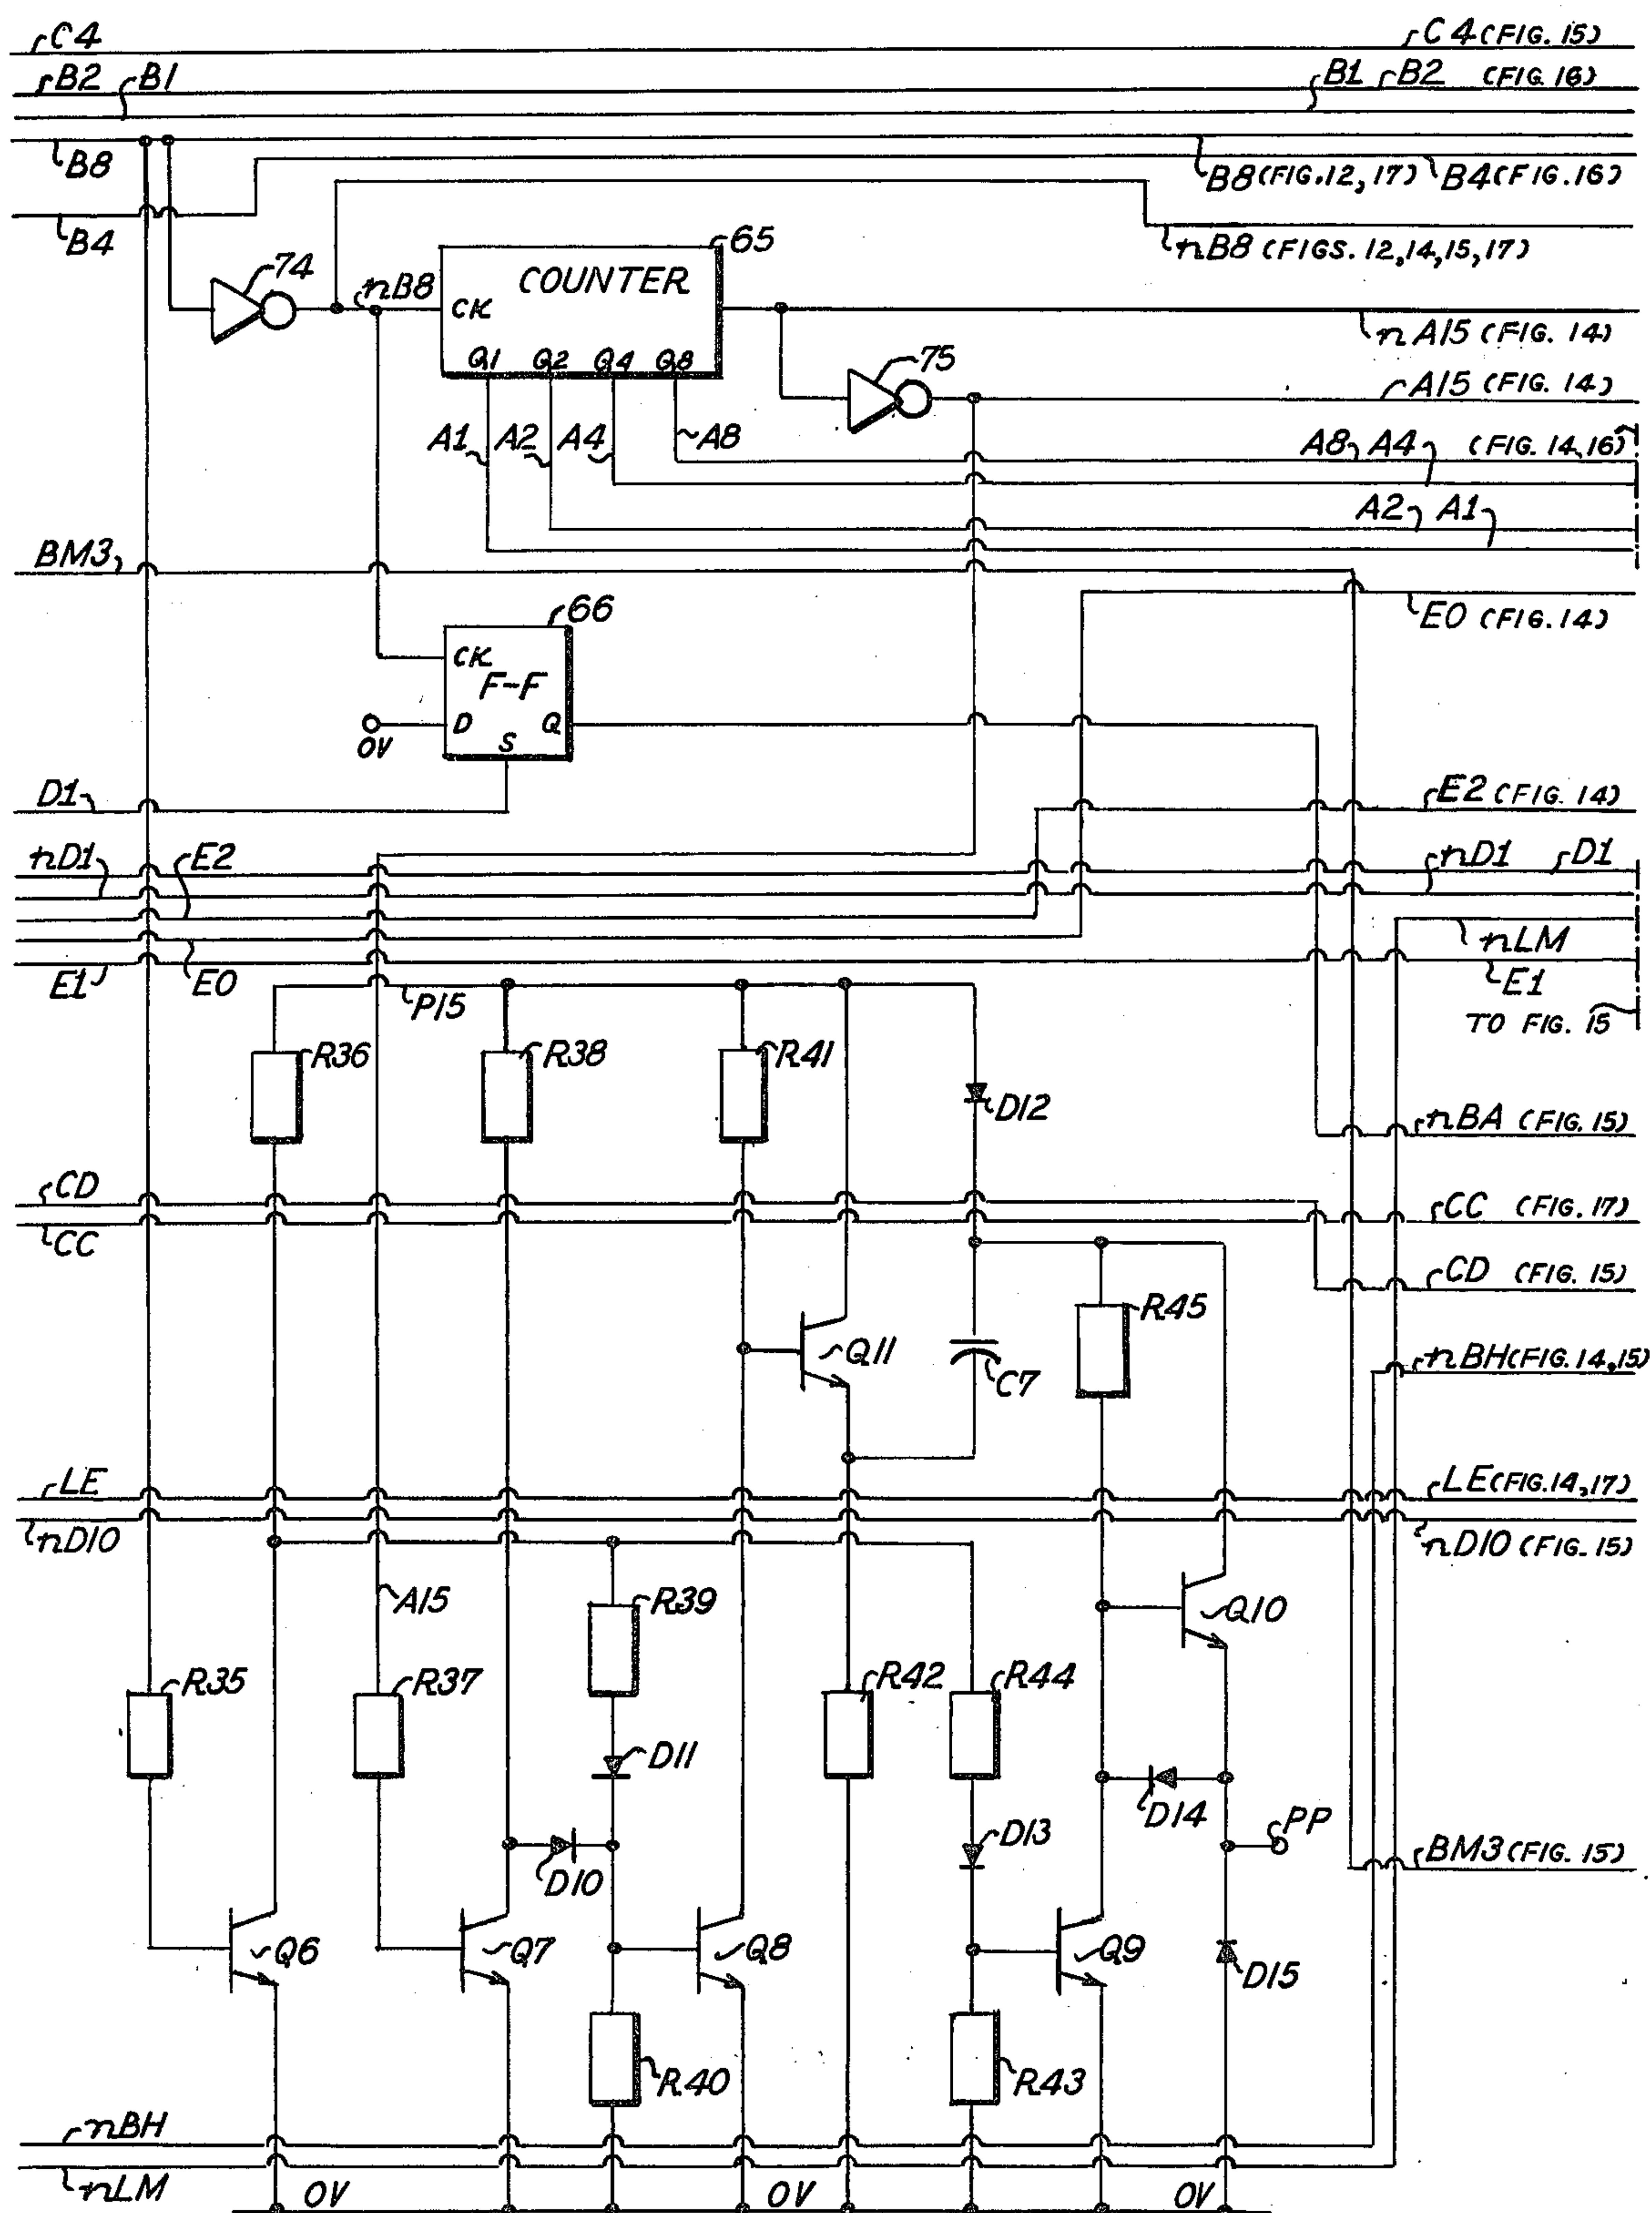 C4 C4 (FIG. 15)
B2 B1 B1 B2 (FIG. 16)
B8 B8 (FIG. 12, 17) B4 (FIG. 16)
B4 nB8 (FIGS. 12, 14, 15, 17)
74 nB8 65
COUNTER
CK
Q1 Q2 Q4 Q8
nA15 (FIG. 14)
75 A15 (FIG. 14)
A1 A2 A4 A8 A8 A4 (FIG. 14, 16)
A2 A1
BM3
66 E0 (FIG. 14)
CK
F-F
D Q
0V S
D1 E2 (FIG. 14)
nD1 E2 nD1 D1
nLM
E1 E0 P15 E1
TO FIG. 15
R36 R38 R41 D12
nBA (FIG. 15)
CD CC (FIG. 17)
CC CD (FIG. 15)
R45
Q11 C7 nBH (FIG. 14, 15)
LE LE (FIG. 14, 17)
nD10 nD10 (FIG. 15)
A15 R39 Q10
R35 R37 R42 R44
D11 D14 PP
D10 D13 BM3 (FIG. 15)
Q6 Q7 Q8 Q9 D15
R40 R43
nBH
nLM 0V 0V 0V